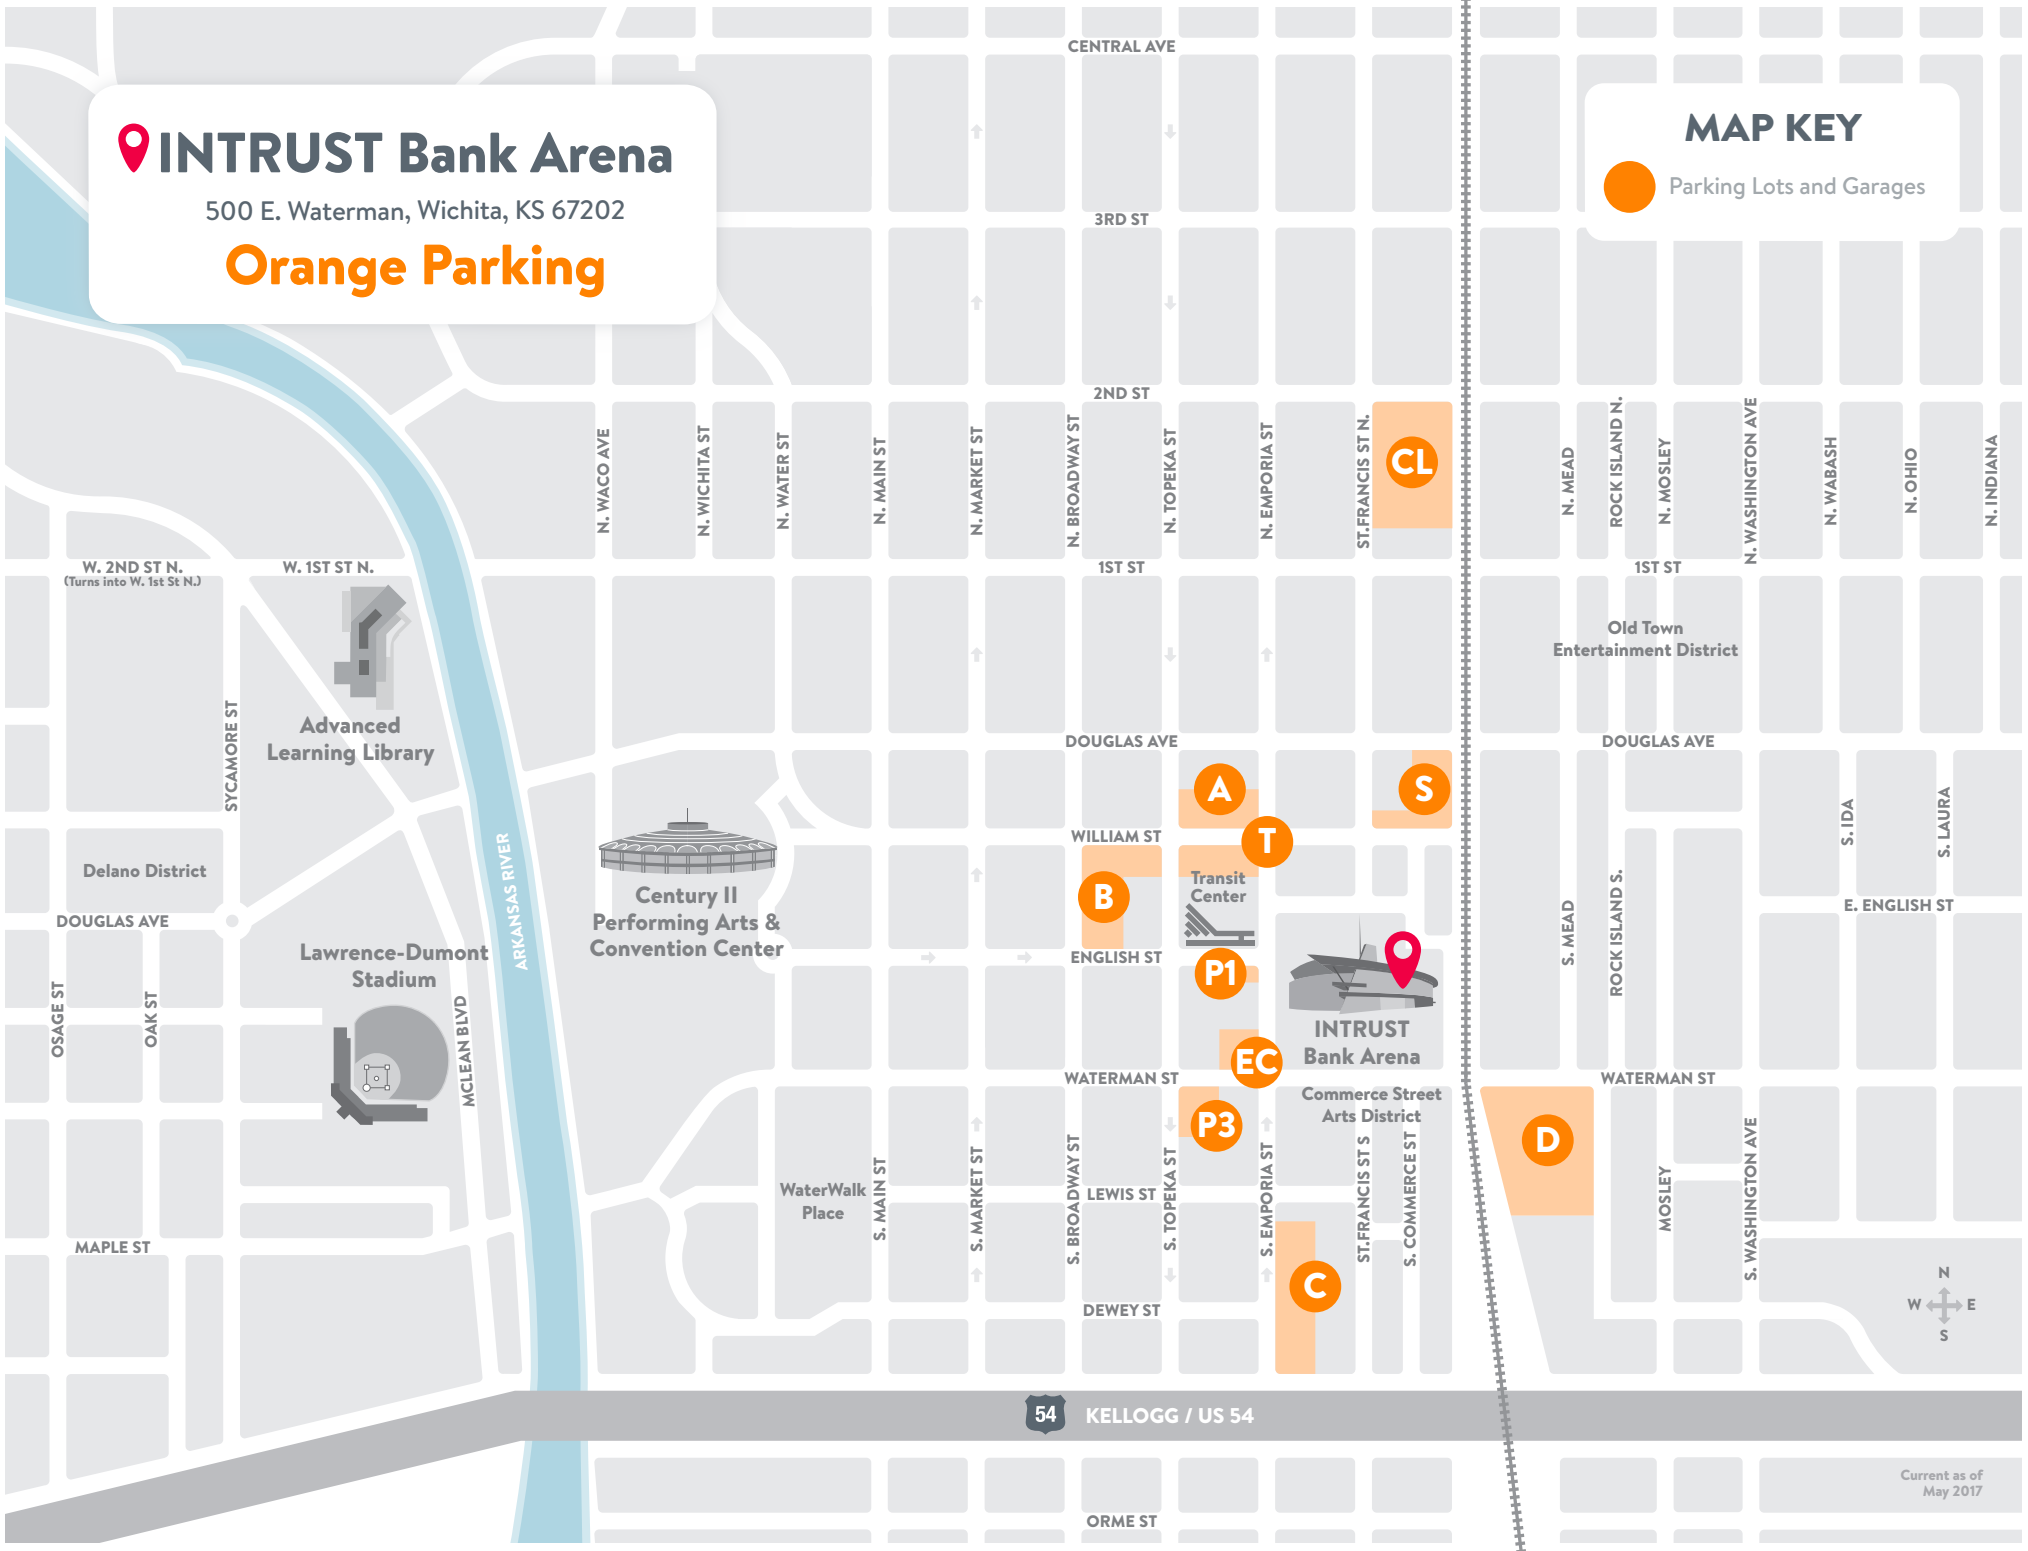 INTRUST Bank Arena
500 E. Waterman, Wichita, KS 67202
Orange Parking
MAP KEY
Parking Lots and Garages
CENTRAL AVE
3RD ST
2ND ST
N. WACO AVE
N. WICHITA ST
N. WATER ST
N. MAIN ST
N. MARKET ST
N. BROADWAY ST
N. TOPEKA ST
N. EMPORIA ST
ST.FRANCIS ST N.
CL
N. MEAD
ROCK ISLAND N.
N. MOSLEY
N. WASHINGTON AVE
N. WABASH
N. OHIO
N. INDIANA
W. 2ND ST N.
(Turns into W. 1st St N.)
W. 1ST ST N.
1ST ST
1ST ST
Old Town
Entertainment District
SYCAMORE ST
Advanced
Learning Library
DOUGLAS AVE
DOUGLAS AVE
A
S
T
WILLIAM ST
S. IDA
S. LAURA
Delano District
ARKANSAS RIVER
Century II
Performing Arts &
Convention Center
B
Transit
Center
DOUGLAS AVE
E. ENGLISH ST
S. MEAD
ROCK ISLAND S.
Lawrence-Dumont
Stadium
ENGLISH ST
P1
OSAGE ST
OAK ST
MCLEAN BLVD
INTRUST
Bank Arena
EC
WATERMAN ST
WATERMAN ST
Commerce Street
Arts District
P3
D
WaterWalk
Place
S. MAIN ST
S. MARKET ST
S. BROADWAY ST
LEWIS ST
S. TOPEKA ST
S. EMPORIA ST
ST.FRANCIS ST S
S. COMMERCE ST
MOSLEY
S. WASHINGTON AVE
MAPLE ST
C
DEWEY ST
N
W
E
S
54
KELLOGG / US 54
Current as of
May 2017
ORME ST